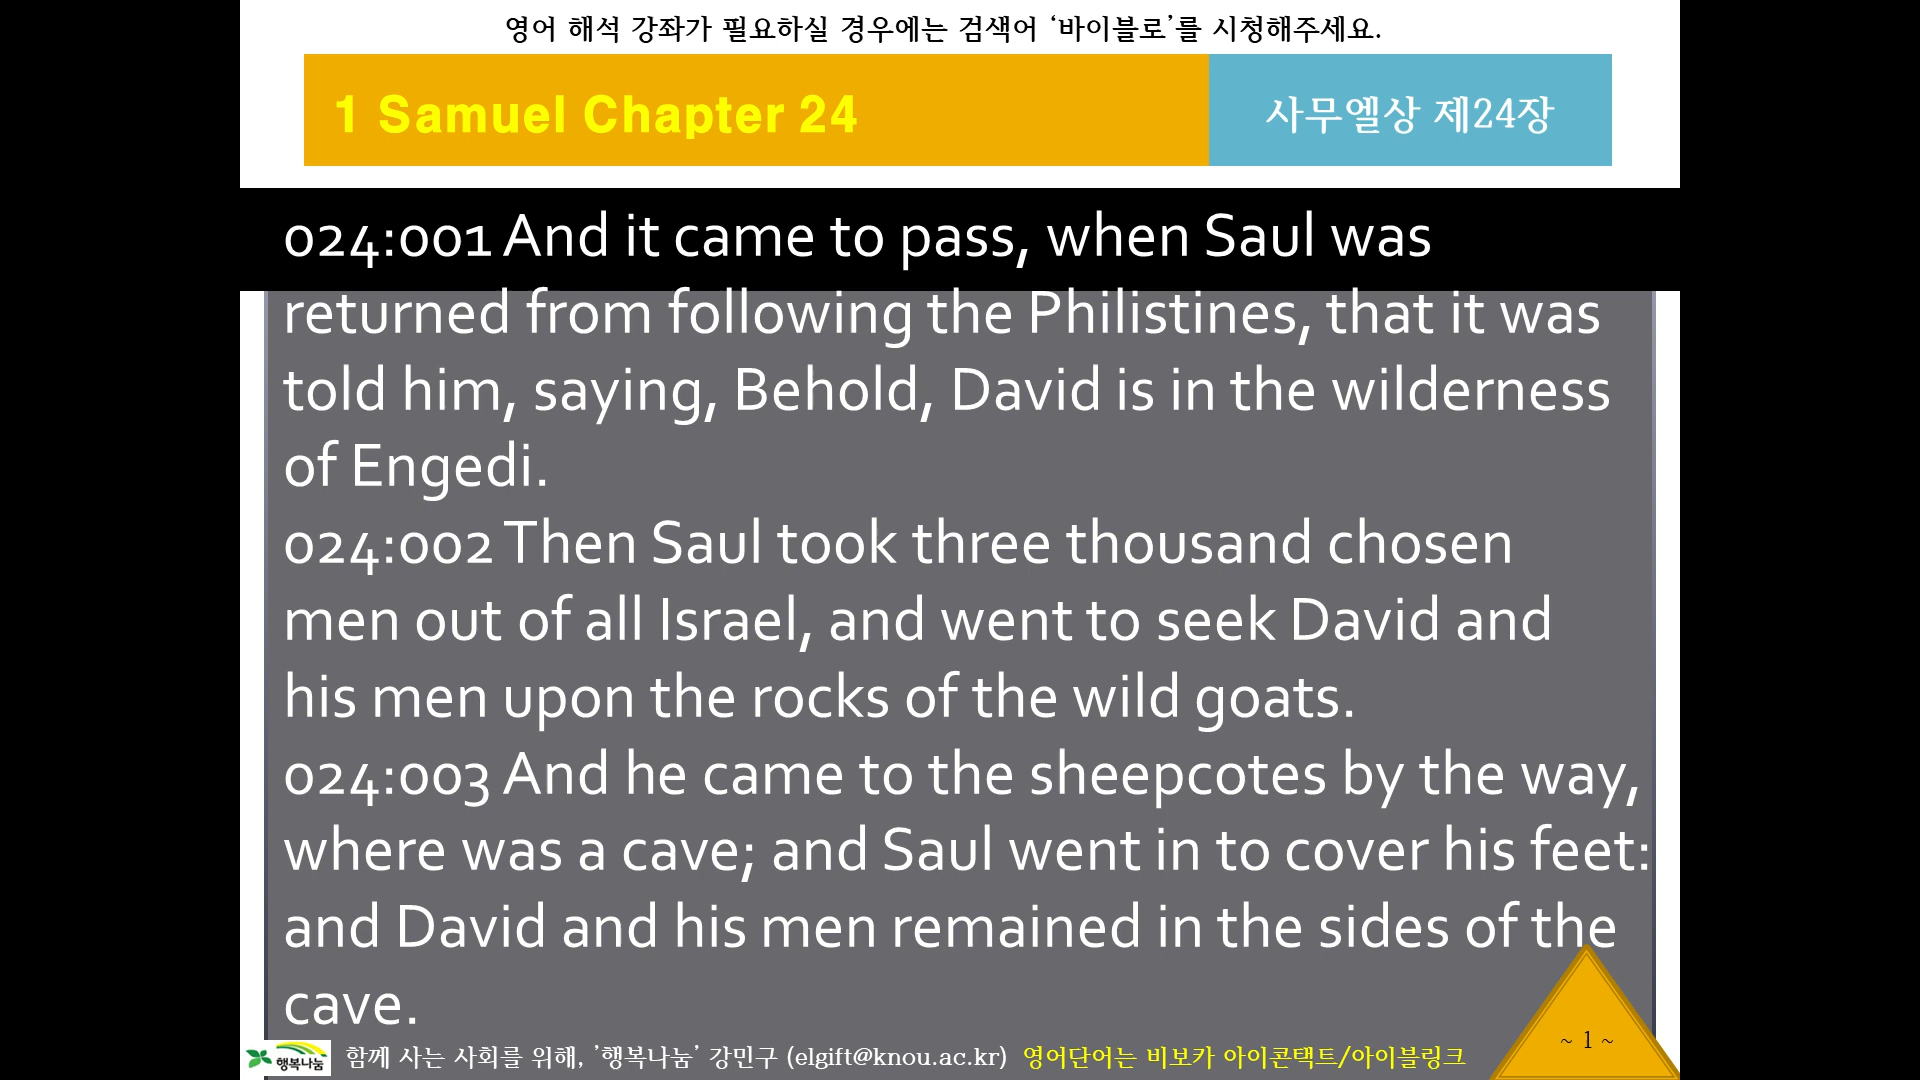 영어 해석 강좌가 필요하실 경우에는 검색어 ‘바이블로’를 시청해주세요.
1 Samuel Chapter 24
사무엘상 제24장
024:001 And it came to pass, when Saul was
returned from following the Philistines, that it was
told him, saying, Behold, David is in the wilderness
of Engedi.
024:002 Then Saul took three thousand chosen
men out of all Israel, and went to seek David and
his men upon the rocks of the wild goats.
024:003 And he came to the sheepcotes by the way,
where was a cave; and Saul went in to cover his feet:
and David and his men remained in the sides of the
cave.
~ 1 ~
행복나눔
함께 사는 사회를 위해, ’행복나눔’ 강민구 (elgift@knou.ac.kr) 영어단어는 비보카 아이콘택트/아이블링크